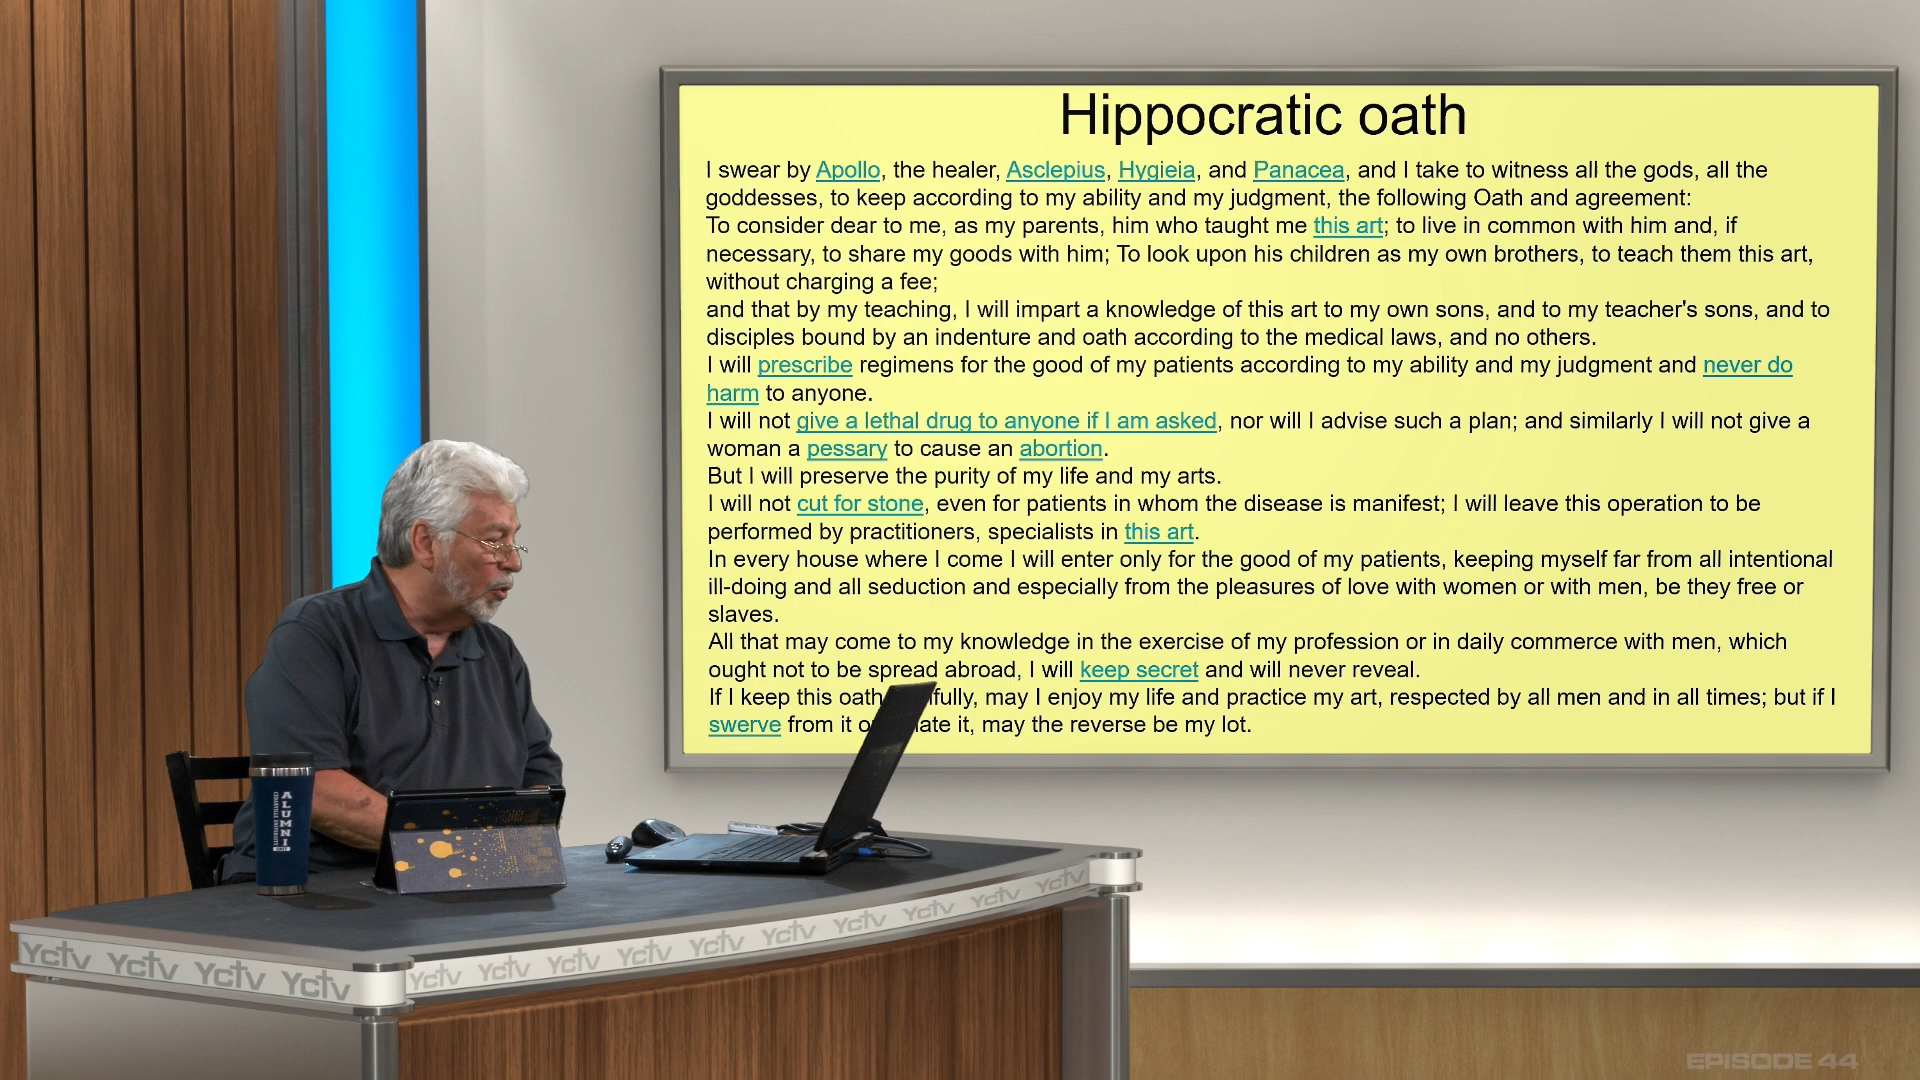 Hippocratic oath
I swear by Apollo, the healer, Asclepius, Hygieia, and Panacea, and I take to witness all the gods, all the
goddesses, to keep according to my ability and my judgment, the following Oath and agreement:
To consider dear to me, as my parents, him who taught me this art; to live in common with him and, if
necessary, to share my goods with him; To look upon his children as my own brothers, to teach them this art,
without charging a fee;
and that by my teaching, I will impart a knowledge of this art to my own sons, and to my teacher's sons, and to
disciples bound by an indenture and oath according to the medical laws, and no others.
I will prescribe regimens for the good of my patients according to my ability and my judgment and never do
harm to anyone.
I will not give a lethal drug to anyone if I am asked, nor will I advise such a plan; and similarly I will not give a
woman a pessary to cause an abortion.
But I will preserve the purity of my life and my arts.
I will not cut for stone, even for patients in whom the disease is manifest; I will leave this operation to be
performed by practitioners, specialists in this art.
In every house where I come I will enter only for the good of my patients, keeping myself far from all intentional
ill-doing and all seduction and especially from the pleasures of love with women or with men, be they free or
slaves.
All that may come to my knowledge in the exercise of my profession or in daily commerce with men, which
ought not to be spread abroad, I will keep secret and will never reveal.
If I keep this oath fully, may I enjoy my life and practice my art, respected by all men and in all times; but if I
swerve from it o ate it, may the reverse be my lot.
ALUMNI
CEDARVILLE UNIVERSITY
Yctv Yctv Yctv Yctv Yctv Yctv Yctv Yctv Yctv Yctv Yctv Yctv Yctv
EPISODE 44